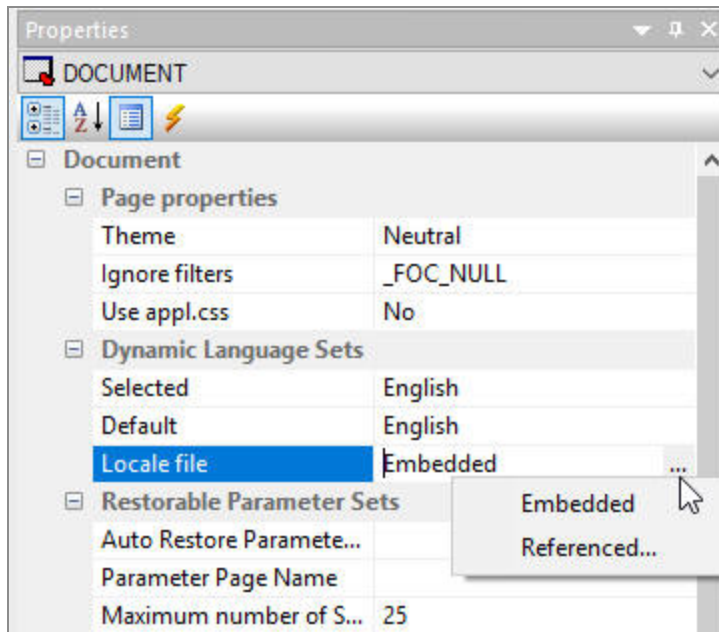 Properties
DOCUMENT
Document
Page properties
Theme Neutral
Ignore filters _FOC_NULL
Use appl.css No
Dynamic Language Sets
Selected English
Default English
Locale file Embedded ...
Embedded
Restorable Parameter Sets
Referenced...
Auto Restore Paramete...
Parameter Page Name
Maximum number of S... 25